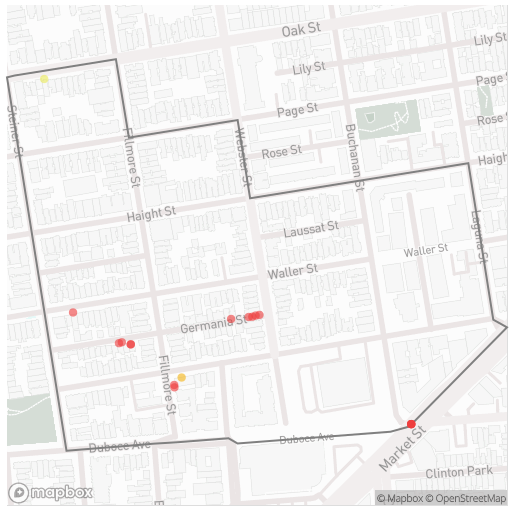 Oak St
Lily St
Lily St
Page St
Page St
Steiner St
Fillmore St
Webster St
Buchanan St
Rose St
Rose St
Haight
Haight St
Laguna St
Laussat St
Waller St
Waller St
Germania St
Fillmore St
Duboce Ave
Duboce Ave
Market St
Clinton Park
mapbox
© Mapbox © OpenStreetMap